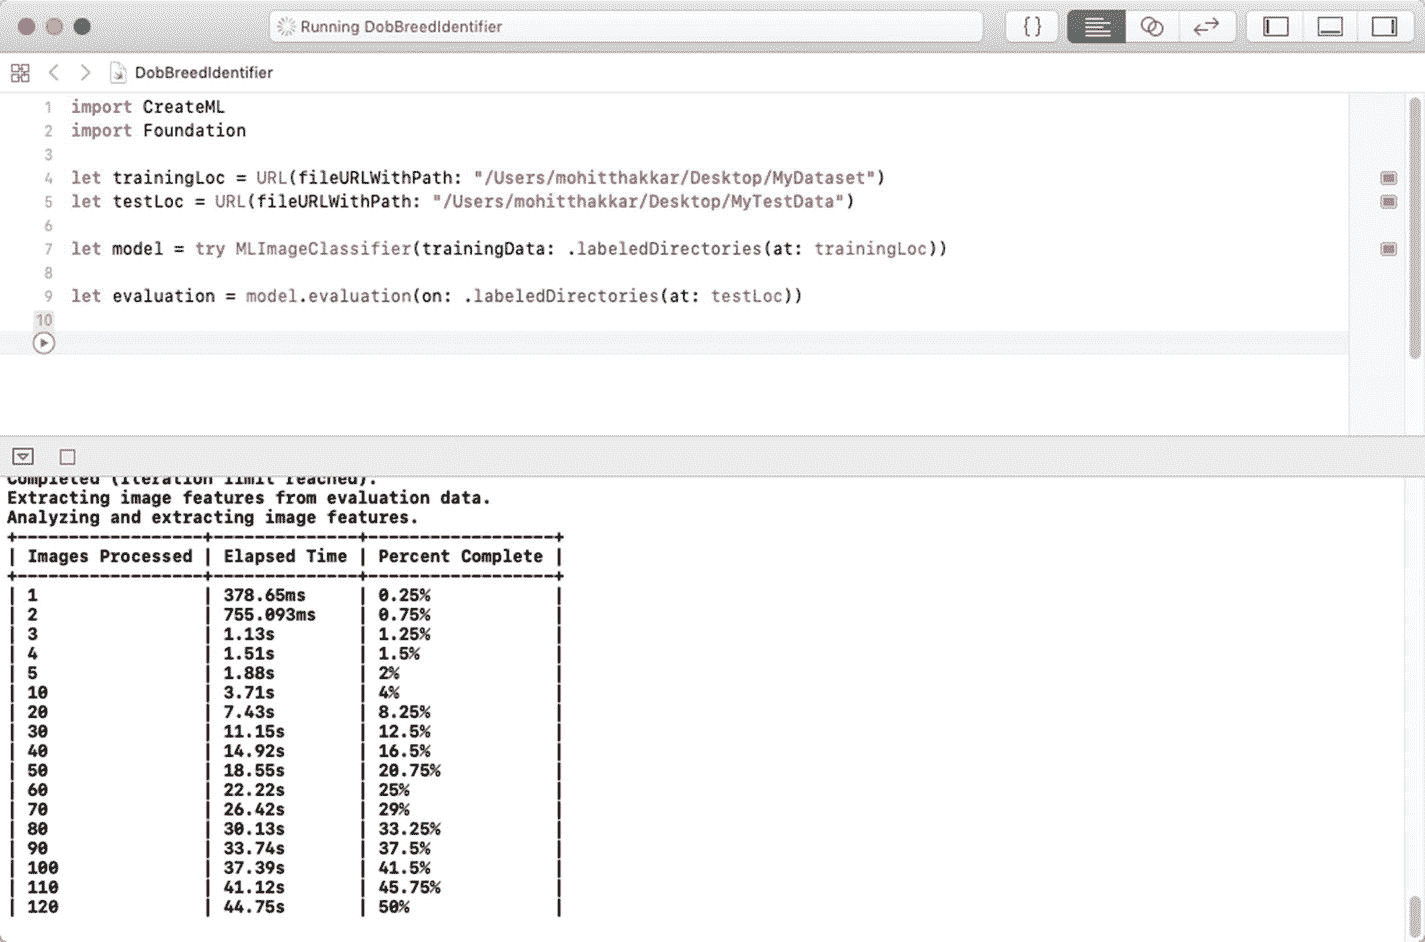 Running DobBreedIdentifier
{}
DobBreedIdentifier
1 import CreateML
2 import Foundation
3
4 let trainingLoc = URL(fileURLWithPath: "/Users/mohitthakkar/Desktop/MyDataset")
5 let testLoc = URL(fileURLWithPath: "/Users/mohitthakkar/Desktop/MyTestData")
6
7 let model = try MLImageClassifier(trainingData: .labeledDirectories(at: trainingLoc))
8
9 let evaluation = model.evaluation(on: .labeledDirectories(at: testLoc))
10
Completed (iteration limit reached).
Extracting image features from evaluation data.
Analyzing and extracting image features.
+------------------+--------------+------------------+
| Images Processed | Elapsed Time | Percent Complete |
+------------------+--------------+------------------+
| 1 | 378.65ms | 0.25% |
| 2 | 755.093ms | 0.75% |
| 3 | 1.13s | 1.25% |
| 4 | 1.51s | 1.5% |
| 5 | 1.88s | 2% |
| 10 | 3.71s | 4% |
| 20 | 7.43s | 8.25% |
| 30 | 11.15s | 12.5% |
| 40 | 14.92s | 16.5% |
| 50 | 18.55s | 20.75% |
| 60 | 22.22s | 25% |
| 70 | 26.42s | 29% |
| 80 | 30.13s | 33.25% |
| 90 | 33.74s | 37.5% |
| 100 | 37.39s | 41.5% |
| 110 | 41.12s | 45.75% |
| 120 | 44.75s | 50% |